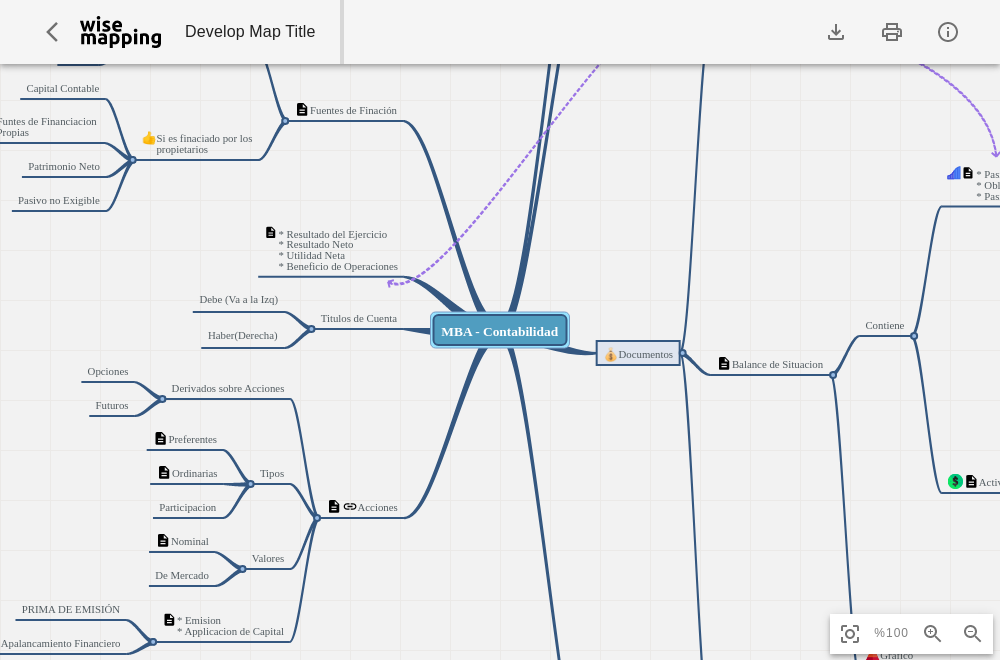 wise
mapping
Develop Map Title
Capital Contable
Funtes de Financiacion
Propias
Patrimonio Neto
Pasivo no Exigible
Si es finaciado por los
propietarios
Fuentes de Finación
* Resultado del Ejercicio
* Resultado Neto
* Utilidad Neta
* Beneficio de Operaciones
Debe (Va a la Izq)
Haber(Derecha)
Titulos de Cuenta
MBA - Contabilidad
Documentos
Balance de Situacion
Contiene
* Pas
* Obl
* Pas
Activ
Opciones
Futuros
Derivados sobre Acciones
Preferentes
Ordinarias
Participacion
Tipos
Acciones
Nominal
De Mercado
Valores
PRIMA DE EMISIÓN
Apalancamiento Financiero
* Emision
* Applicacion de Capital
%100
Grafico